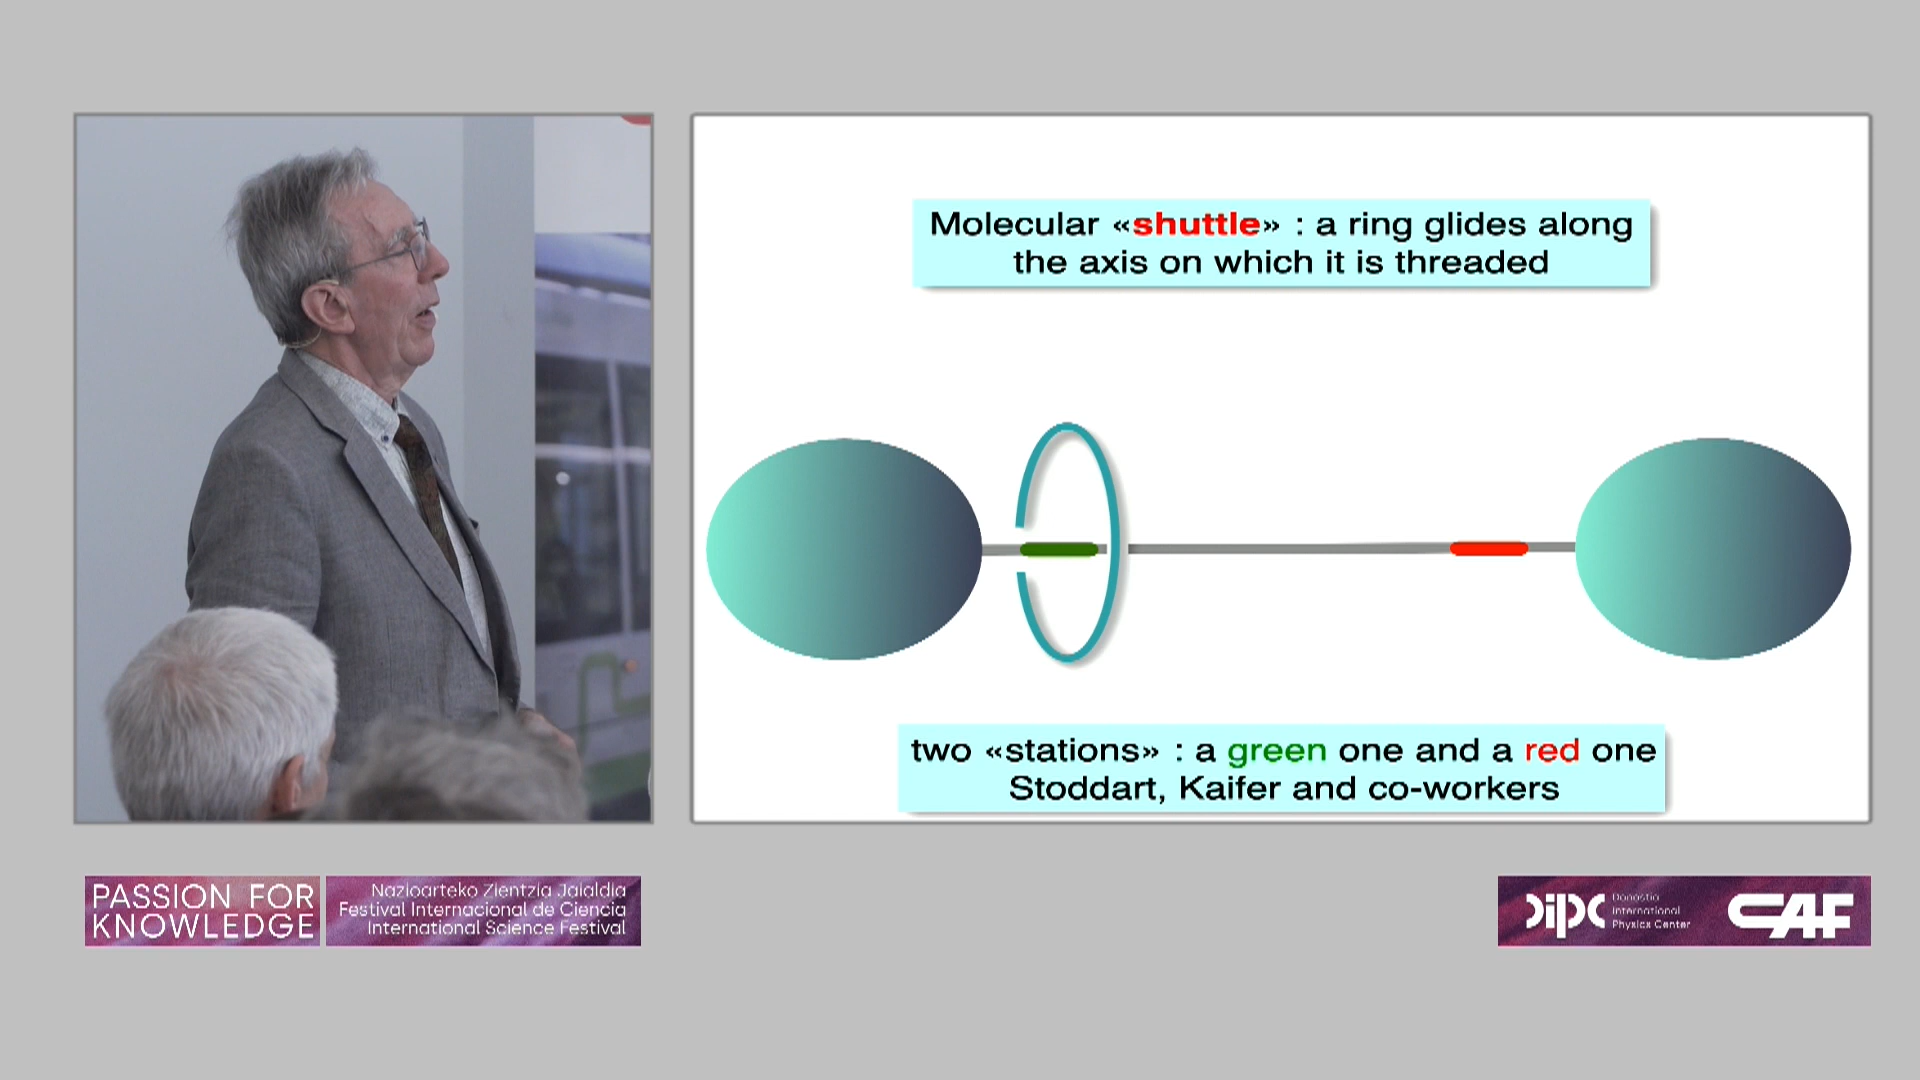 Molecular «shuttle» : a ring glides along
the axis on which it is threaded
two «stations» : a green one and a red one
Stoddart, Kaifer and co-workers
PASSION FOR
KNOWLEDGE
Nazioarteko Zientzia Jaialdia
Festival Internacional de Ciencia
International Science Festival
dipc
Donostia
International
Physics Center
CAF